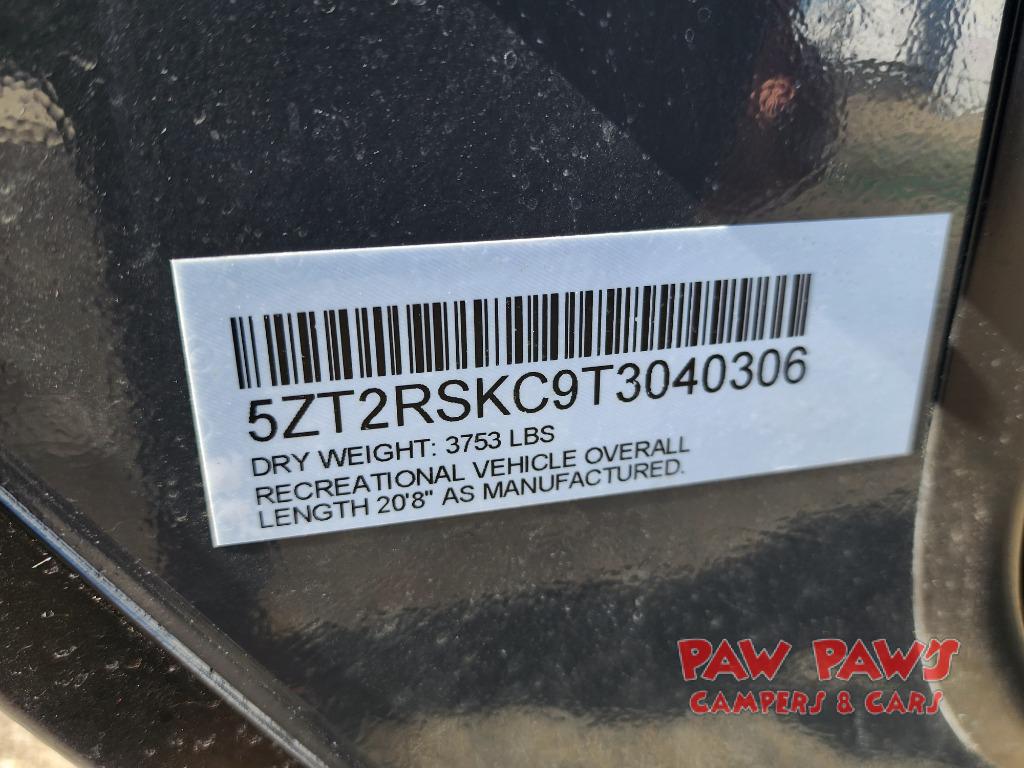 5ZT2RSKC9T3040306
DRY WEIGHT: 3753 LBS
RECREATIONAL VEHICLE OVERALL
LENGTH 20'8" AS MANUFACTURED.
PAW PAW'S
CAMPERS & CARS